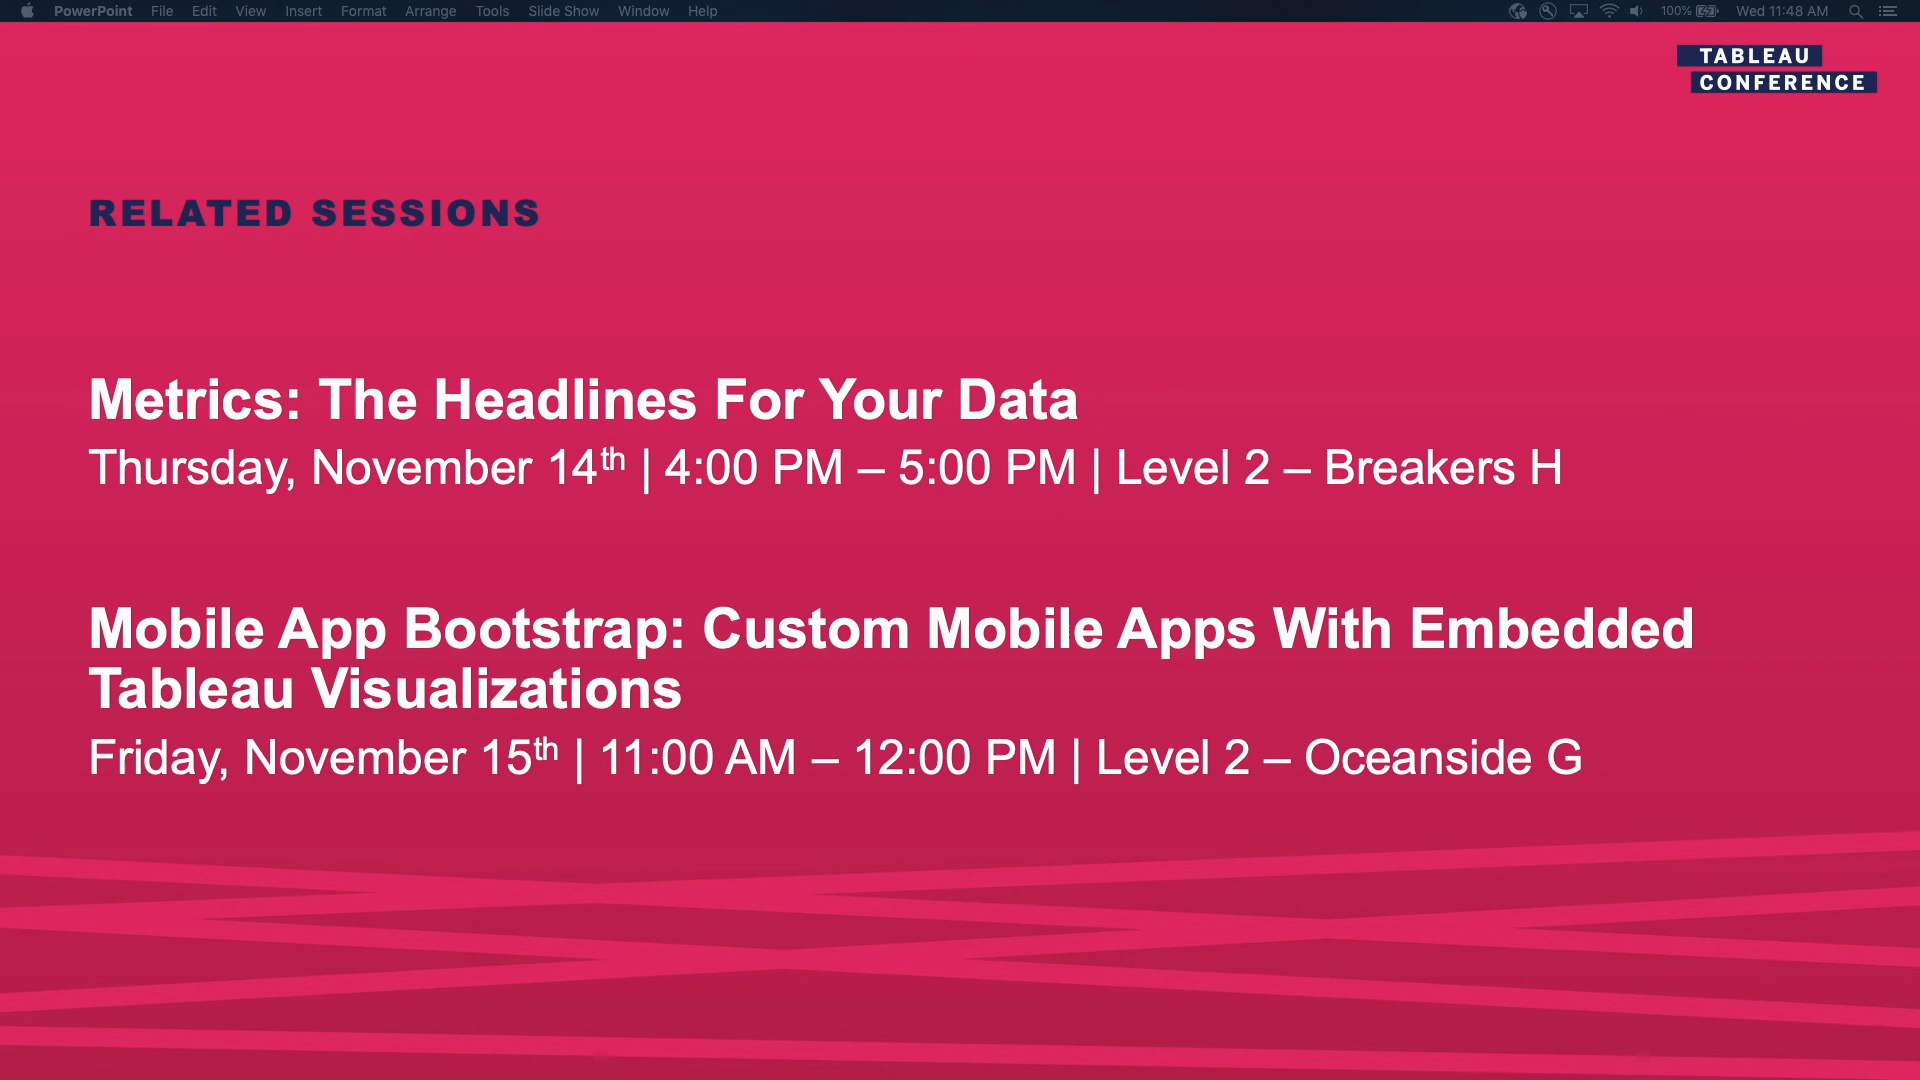 PowerPoint File Edit View Insert Format Arrange Tools Slide Show Window Help 100% Wed 11:48 AM
TABLEAU
CONFERENCE
RELATED SESSIONS
Metrics: The Headlines For Your Data
Thursday, November 14th | 4:00 PM – 5:00 PM | Level 2 – Breakers H
Mobile App Bootstrap: Custom Mobile Apps With Embedded
Tableau Visualizations
Friday, November 15th | 11:00 AM – 12:00 PM | Level 2 – Oceanside G